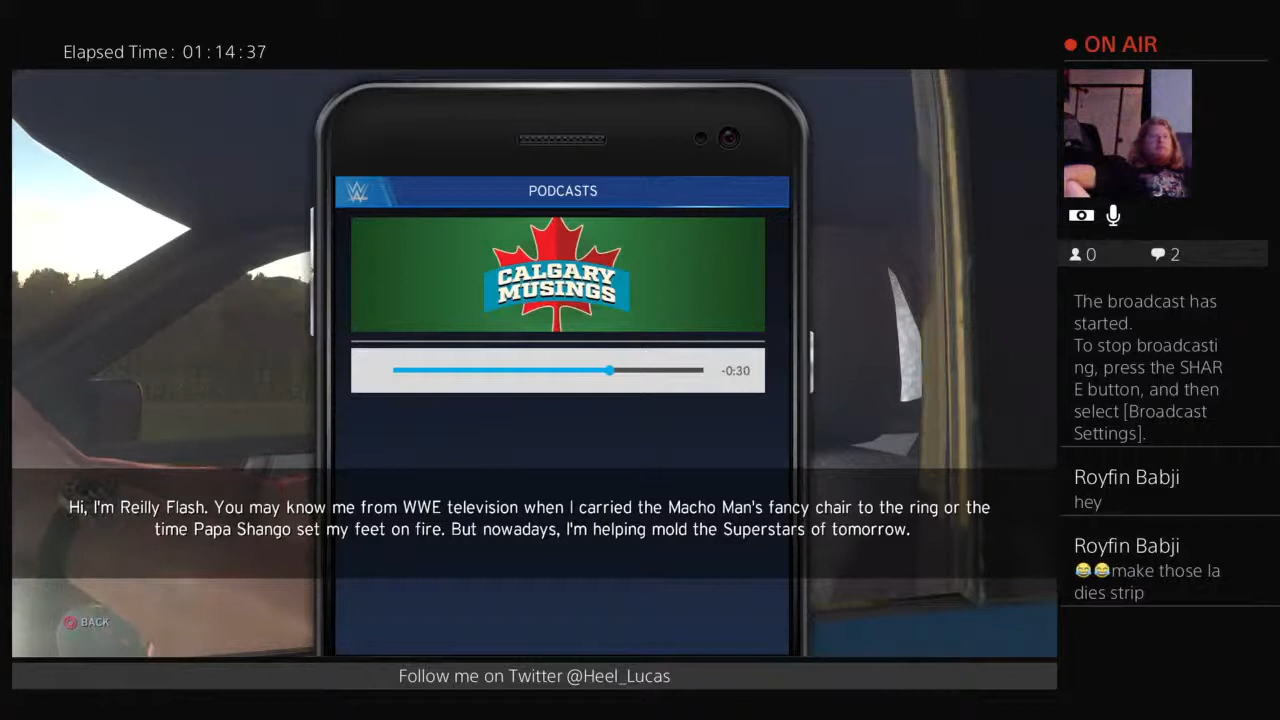 Elapsed Time: 01:14:37
ON AIR
PODCASTS
CALGARY
MUSINGS
-0:30
0 2
The broadcast has
started.
To stop broadcasti
ng, press the SHAR
E button, and then
select [Broadcast
Settings].
Royfin Babji
hey
Royfin Babji
😂😂make those la
dies strip
Hi, I'm Reilly Flash. You may know me from WWE television when I carried the Macho Man's fancy chair to the ring or the
time Papa Shango set my feet on fire. But nowadays, I'm helping mold the Superstars of tomorrow.
BACK
Follow me on Twitter @Heel_Lucas